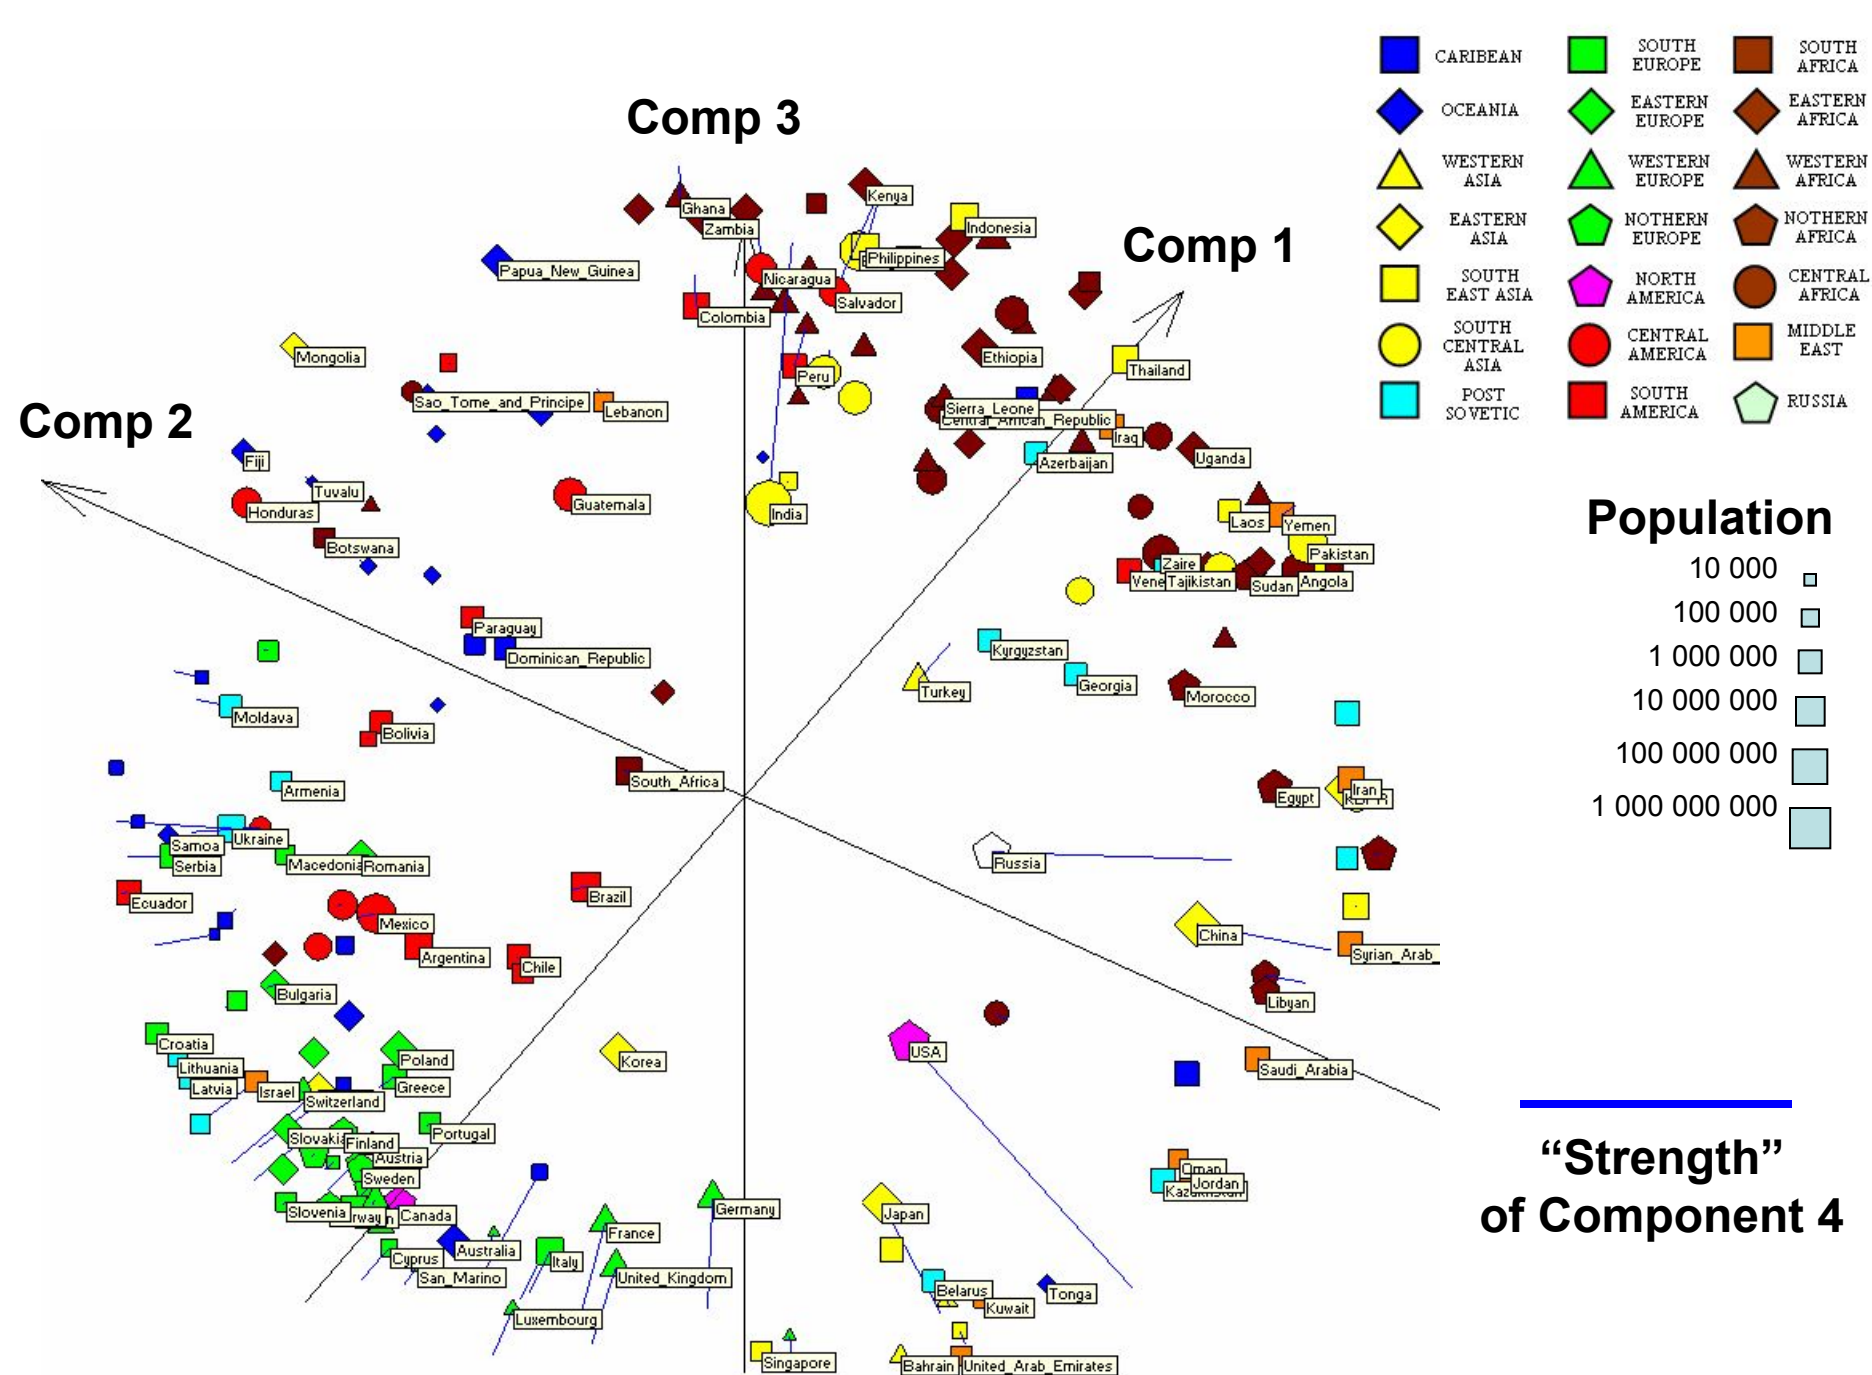 CARIBEAN
SOUTH
EUROPE
SOUTH
AFRICA
OCEANIA
EASTERN
EUROPE
EASTERN
AFRICA
WESTERN
ASIA
WESTERN
EUROPE
WESTERN
AFRICA
EASTERN
ASIA
NOTHERN
EUROPE
NOTHERN
AFRICA
SOUTH
EAST ASIA
NORTH
AMERICA
CENTRAL
AFRICA
SOUTH
CENTRAL
ASIA
CENTRAL
AMERICA
MIDDLE
EAST
POST
SOVETIC
SOUTH
AMERICA
RUSSIA
Comp 3
Comp 1
Comp 2
Kenya
Ghana
Zambia
Indonesia
Philippines
Papua_New_Guinea
Nicaragua
Salvador
Colombia
Mongolia
Ethiopia
Thailand
Peru
Sao_Tome_and_Principe
Lebanon
Sierra_Leone
Central_African_Republic
Iraq
Azerbaijan
Uganda
Fiji
Tuvalu
Honduras
Guatemala
India
Laos
Yemen
Botswana
Pakistan
Zaire
Vene
Tajikistan
Sudan
Angola
Paraguay
Dominican_Republic
Kyrgyzstan
Georgia
Turkey
Morocco
Moldava
Bolivia
South_Africa
Armenia
Egypt
Iran
Ukraine
Samoa
Serbia
Macedonia
Romania
Russia
Brazil
Ecuador
Mexico
China
Argentina
Chile
Syrian_Arab_
Bulgaria
Libyan
Croatia
Poland
Korea
USA
Saudi_Arabia
Lithuania
Latvia
Israel
Greece
Switzerland
Portugal
Slovakia
Finland
Austria
Sweden
Oman
Jordan
Kazakhstan
Slovenia
rway
Canada
Germany
Japan
France
Australia
Cyprus
Italy
San_Marino
United_Kingdom
Belarus
Tonga
Kuwait
Luxembourg
Singapore
Bahrain
United_Arab_Emirates
Population
10 000
100 000
1 000 000
10 000 000
100 000 000
1 000 000 000
“Strength”
of Component 4